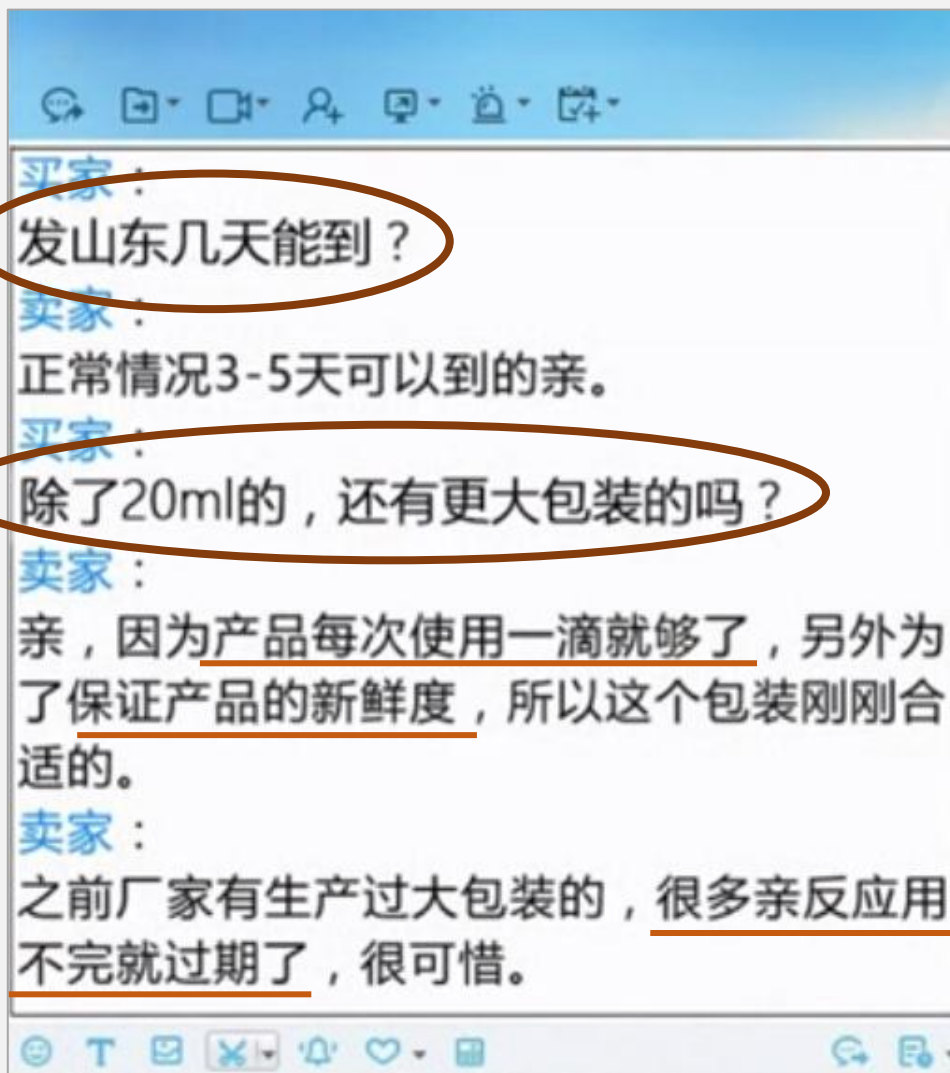 买家：
发山东几天能到？
卖家：
正常情况3-5天可以到的亲。
买家：
除了20ml的，还有更大包装的吗？
卖家：
亲，因为产品每次使用一滴就够了，另外为
了保证产品的新鲜度，所以这个包装刚刚合
适的。
卖家：
之前厂家有生产过大包装的，很多亲反应用
不完就过期了，很可惜。